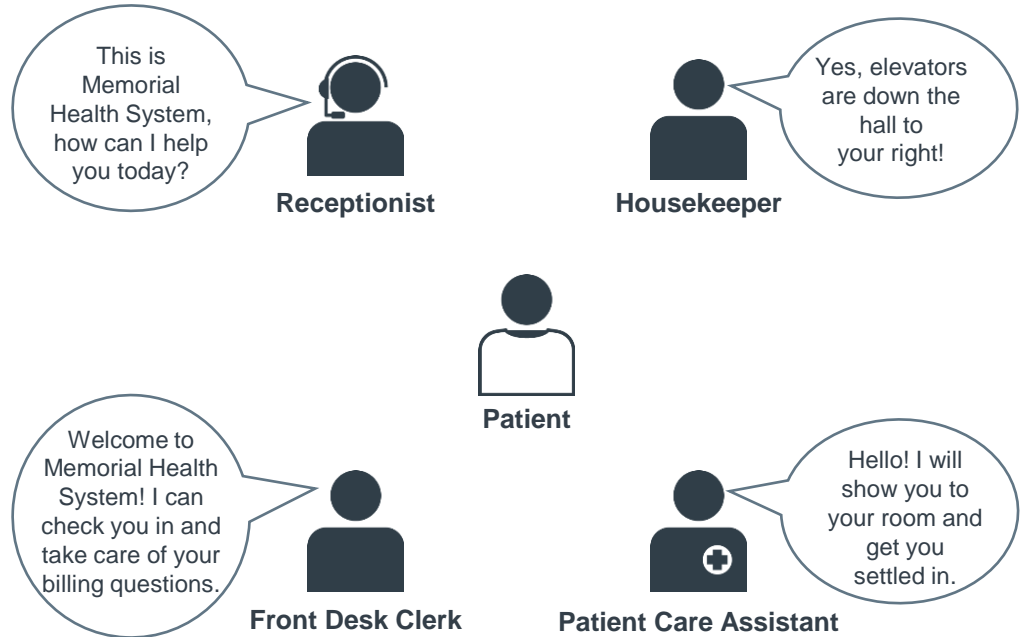 This is
Memorial
Health System,
how can I help
you today?
Receptionist
Yes, elevators
are down the
hall to
your right!
Housekeeper
Patient
Welcome to
Memorial Health
System! I can
check you in and
take care of your
billing questions.
Front Desk Clerk
Hello! I will
show you to
your room and
get you
settled in.
Patient Care Assistant